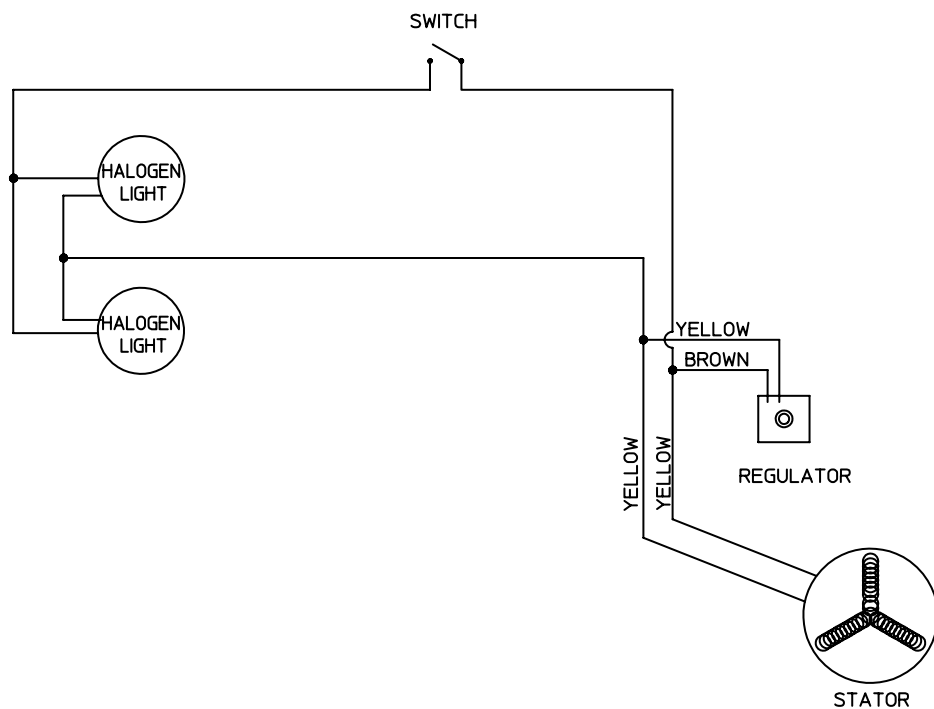 SWITCH
HALOGEN
LIGHT
HALOGEN
LIGHT
YELLOW
BROWN
YELLOW
YELLOW
REGULATOR
STATOR